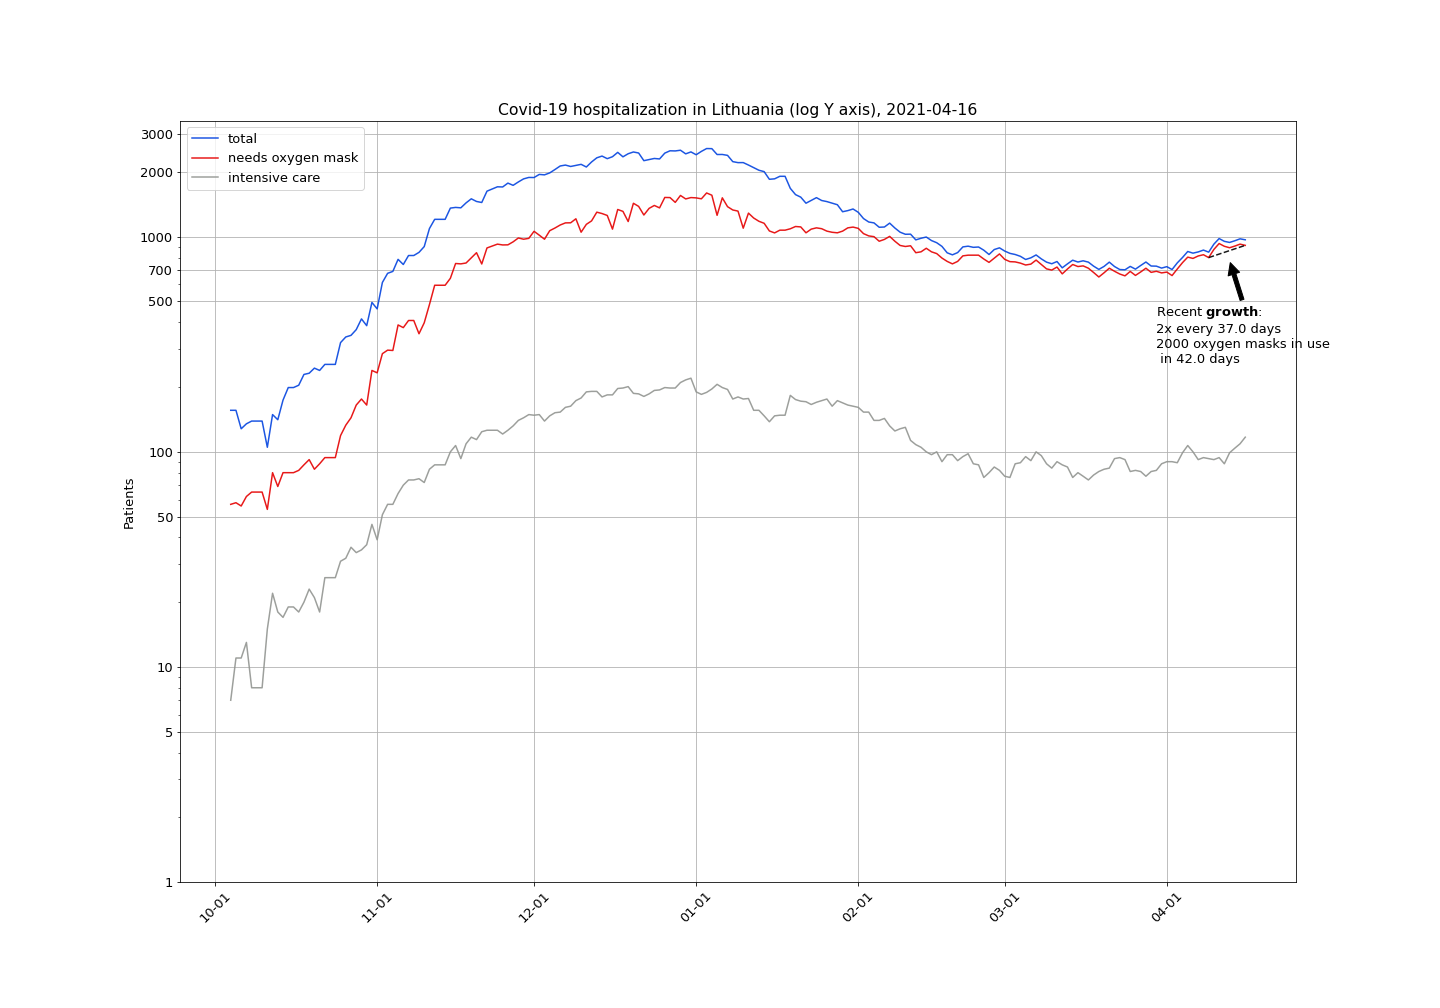 Covid-19 hospitalization in Lithuania (log Y axis), 2021-04-16
total
needs oxygen mask
intensive care
3000
2000
1000
700
500
100
50
10
5
1
Patients
Recent growth:
2x every 37.0 days
2000 oxygen masks in use
in 42.0 days
10-01
11-01
12-01
01-01
02-01
03-01
04-01